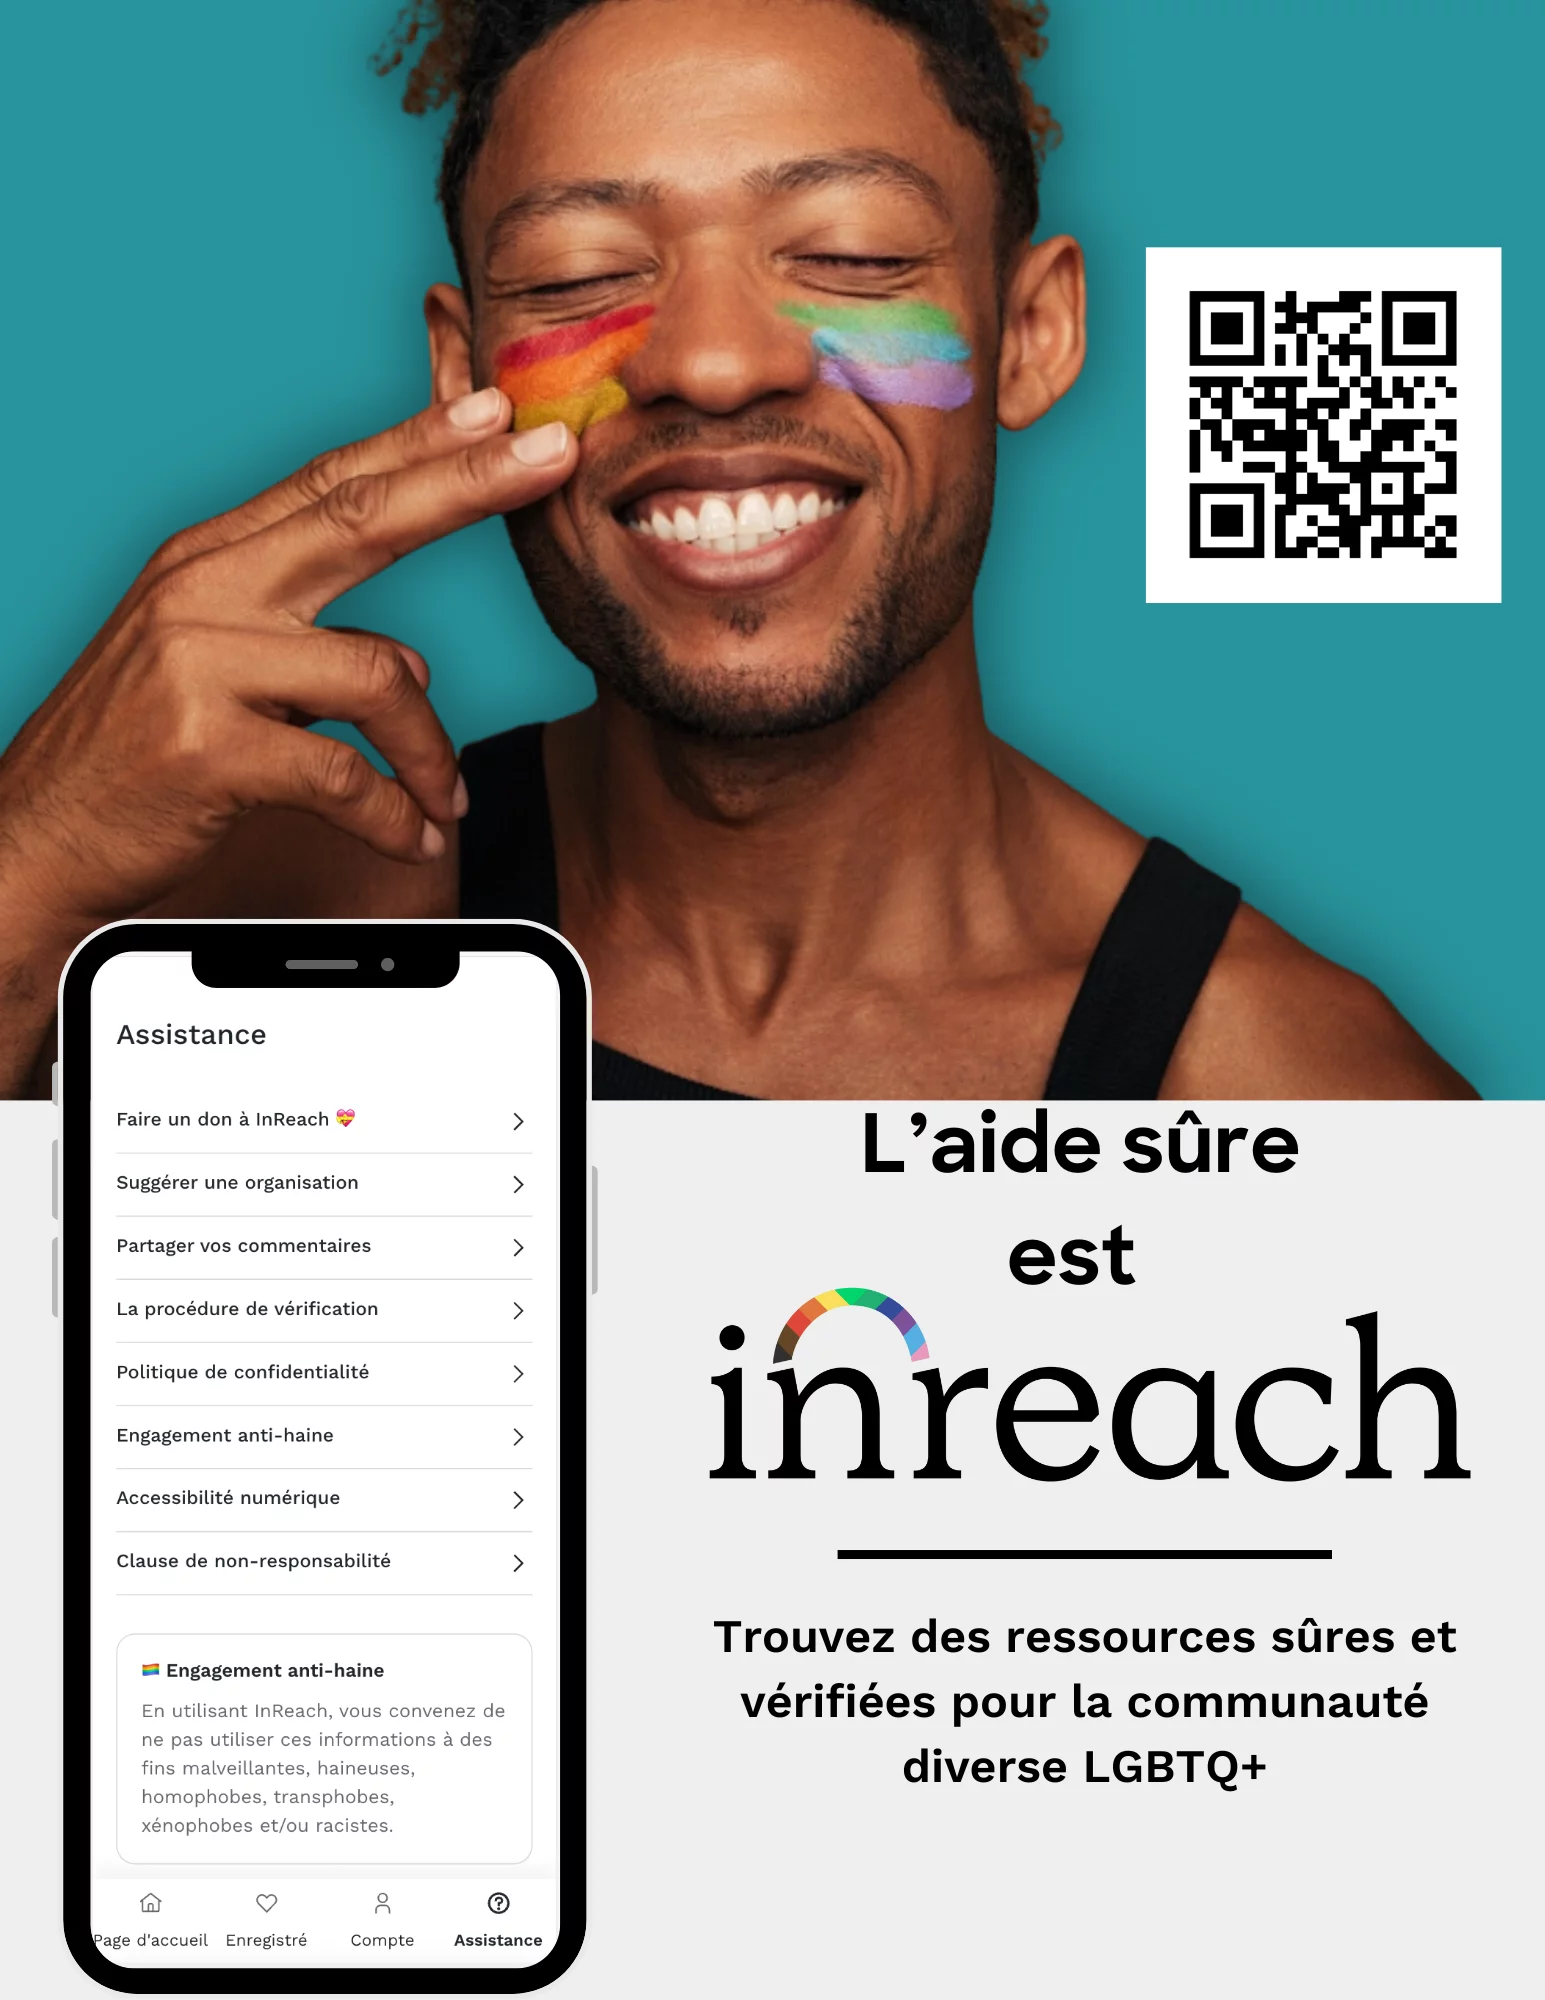 Assistance
Faire un don à InReach 💝
Suggérer une organisation
Partager vos commentaires
La procédure de vérification
Politique de confidentialité
Engagement anti-haine
Accessibilité numérique
Clause de non-responsabilité
🏳️‍🌈 Engagement anti-haine
En utilisant InReach, vous convenez de
ne pas utiliser ces informations à des
fins malveillantes, haineuses,
homophobes, transphobes,
xénophobes et/ou racistes.
Page d'accueil Enregistré Compte Assistance
L’aide sûre
est
inreach
Trouvez des ressources sûres et
vérifiées pour la communauté
diverse LGBTQ+